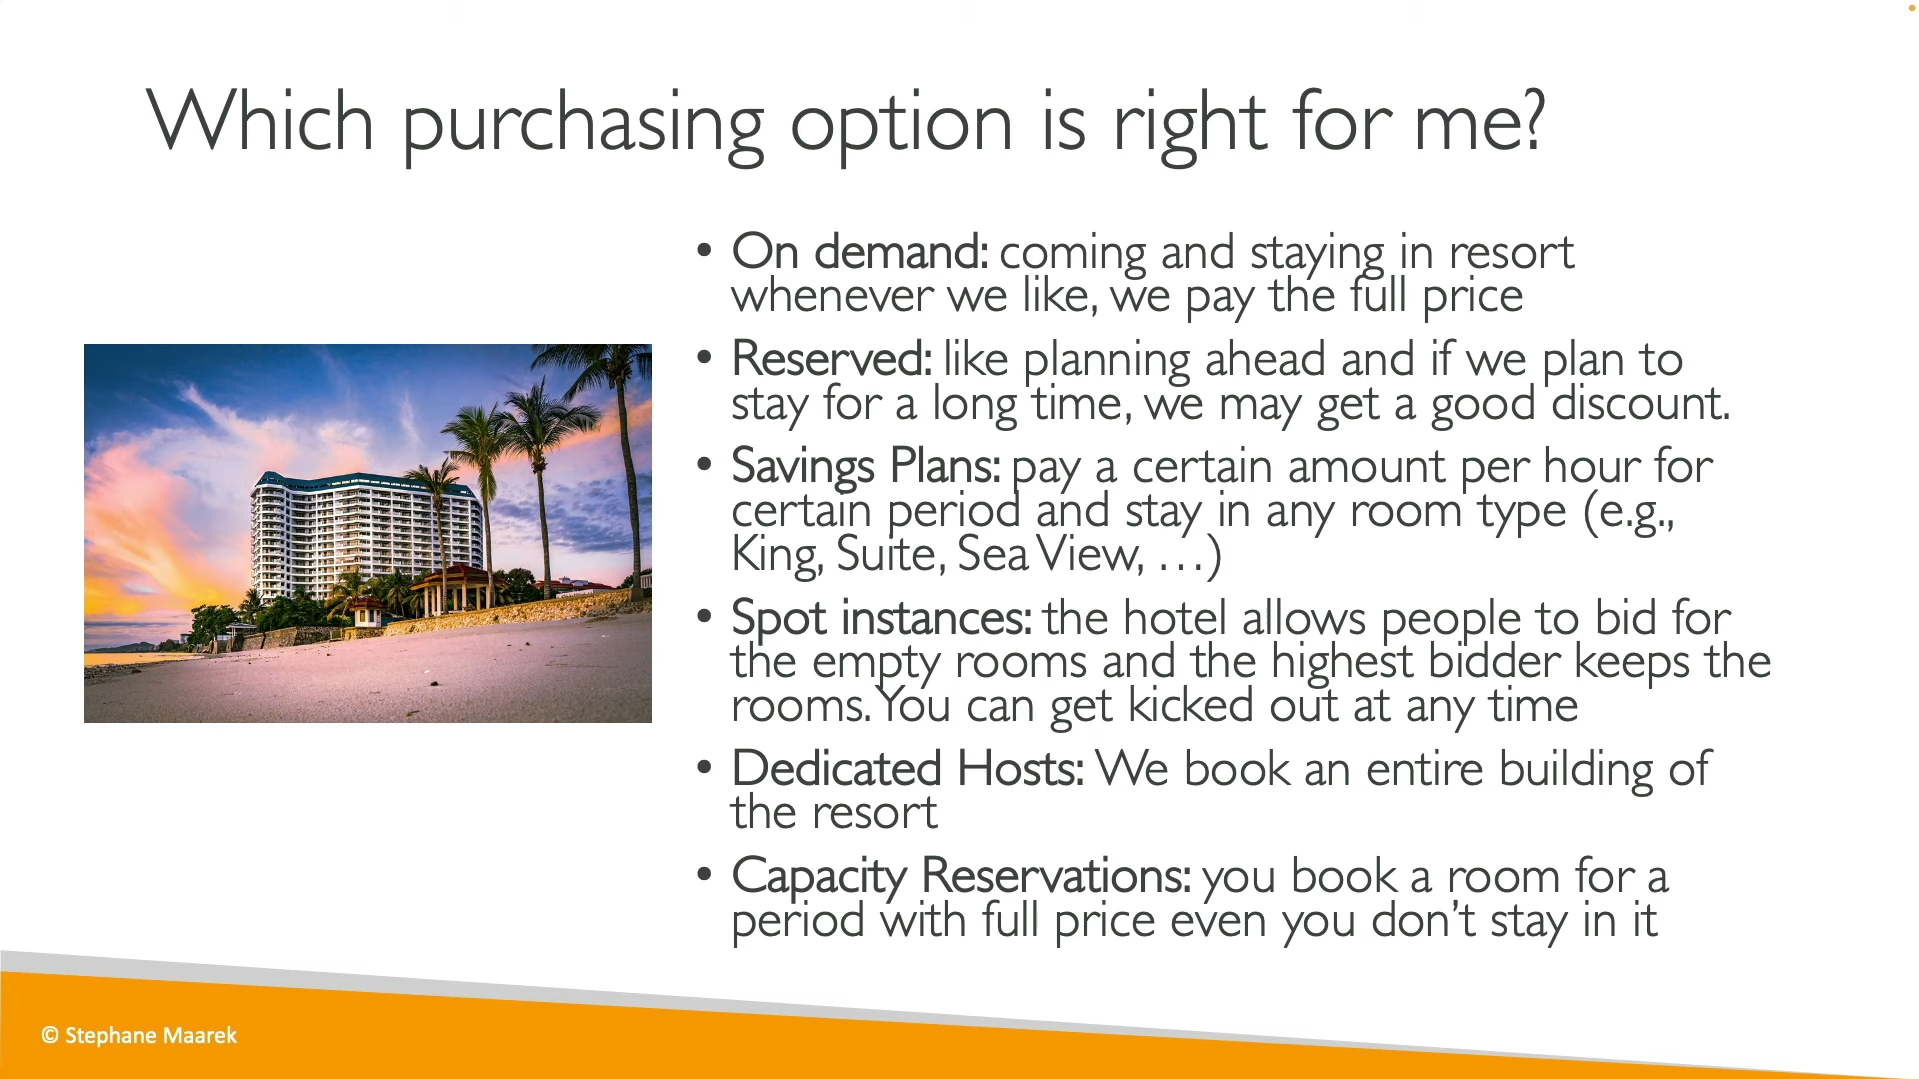 Which purchasing option is right for me?
• On demand: coming and staying in resort
whenever we like, we pay the full price
• Reserved: like planning ahead and if we plan to
stay for a long time, we may get a good discount.
• Savings Plans: pay a certain amount per hour for
certain period and stay in any room type (e.g.,
King, Suite, Sea View, …)
• Spot instances: the hotel allows people to bid for
the empty rooms and the highest bidder keeps the
rooms. You can get kicked out at any time
• Dedicated Hosts: We book an entire building of
the resort
• Capacity Reservations: you book a room for a
period with full price even you don’t stay in it
© Stephane Maarek